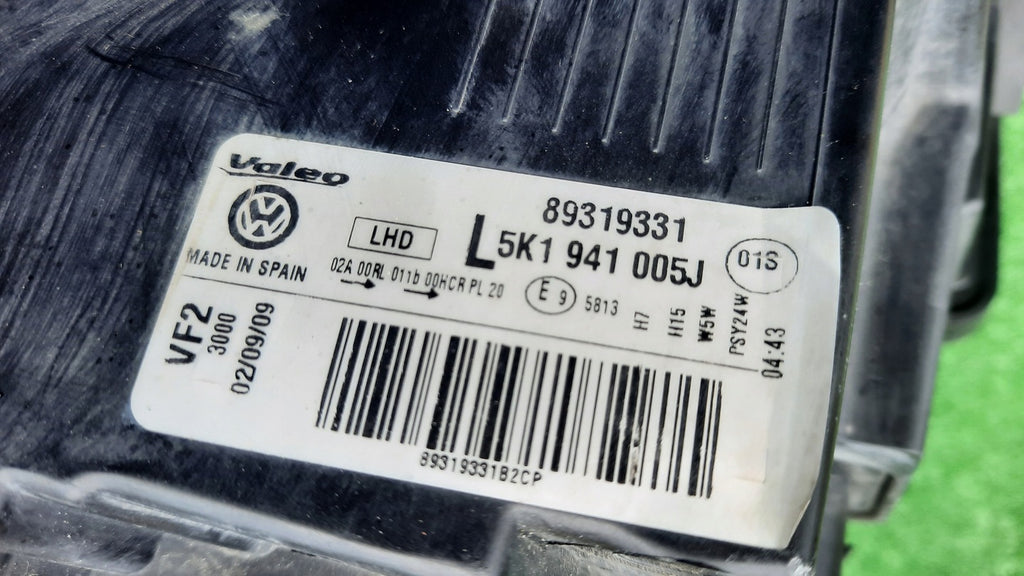 Valeo
89319331
LHD
L 5K1 941 005J
01S
MADE IN SPAIN
02A 00RL 011b 00HCR PL 20
E 9
5813
H7
H15
W5W
PSY24W
04:43
VF2
3000
02/09/09
89319331B2CP